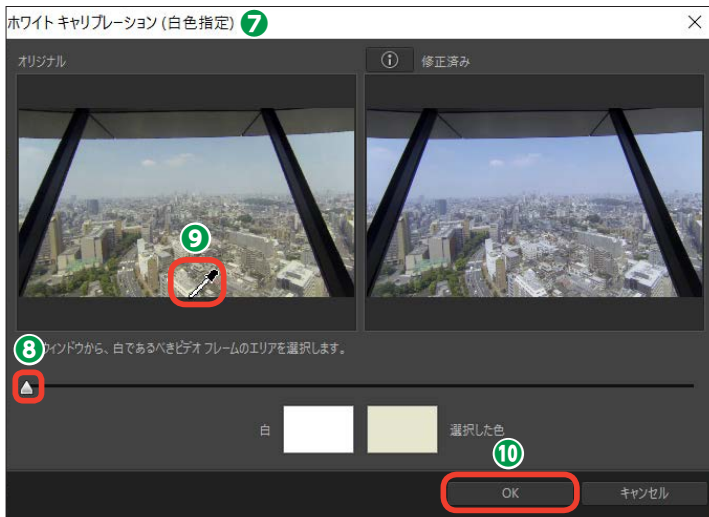 ホワイト キャリブレーション (白色指定) 7
オリジナル
i 修正済み
9
8 ウィンドウから、白であるべきビデオ フレームのエリアを選択します。
白 選択した色
10
OK キャンセル